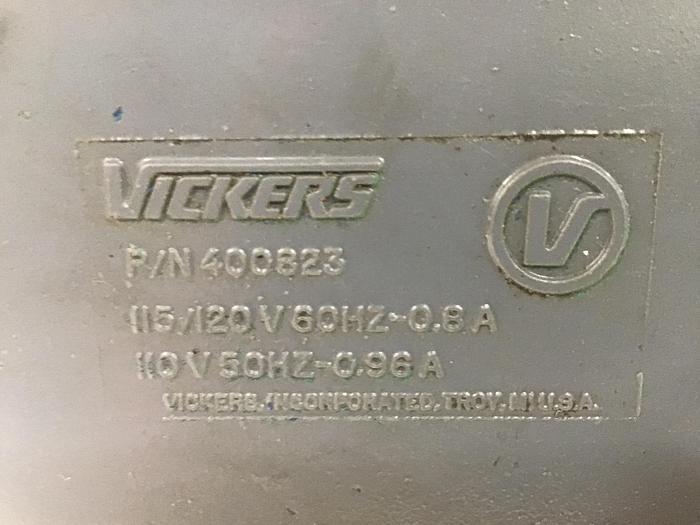 VICKERS
V
P/N 400823
115/120 V 60HZ-0.8 A
110 V 50HZ-0.96 A
VICKERS, INCORPORATED, TROY, MI U.S.A.